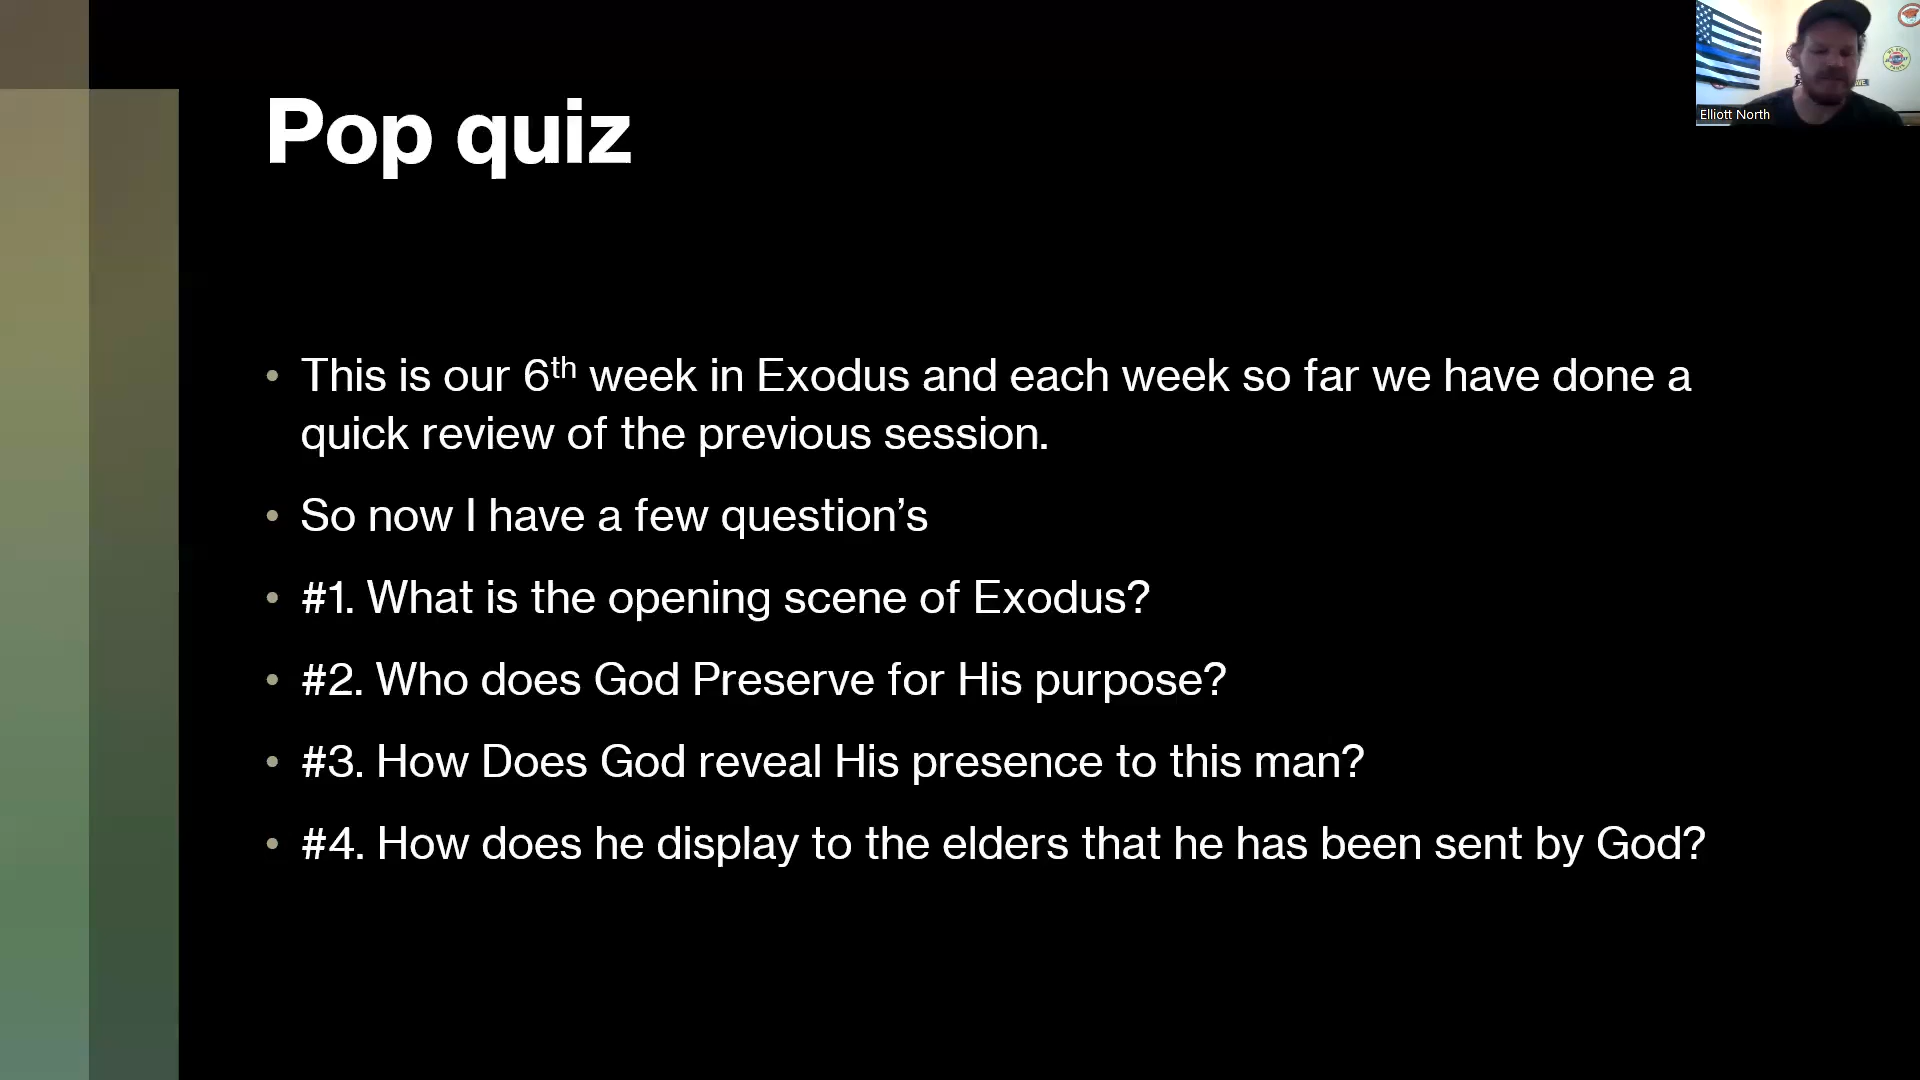 Pop quiz
• This is our 6th week in Exodus and each week so far we have done a
quick review of the previous session.
• So now I have a few question’s
• #1. What is the opening scene of Exodus?
• #2. Who does God Preserve for His purpose?
• #3. How Does God reveal His presence to this man?
• #4. How does he display to the elders that he has been sent by God?
Elliott North